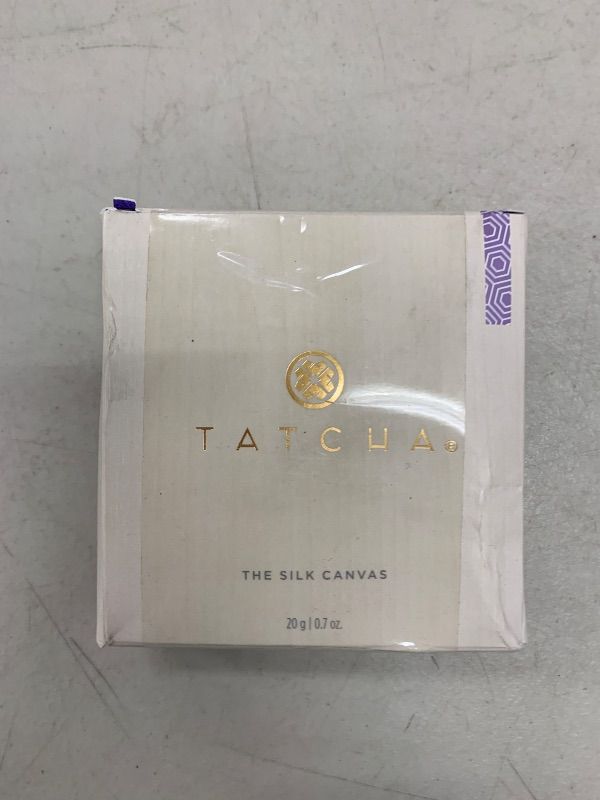 TATCHA®
THE SILK CANVAS
20 g | 0.7 oz.